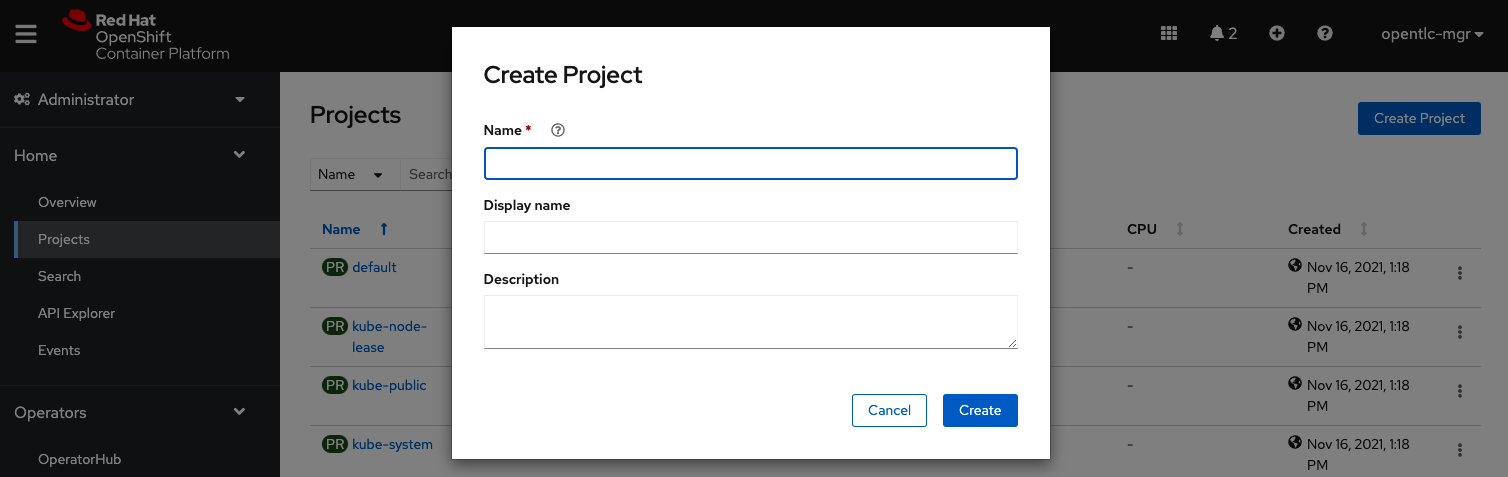 Red Hat
OpenShift
Container Platform
2
opentlc-mgr
Administrator
Home
Overview
Projects
Search
API Explorer
Events
Operators
OperatorHub
Projects
Create Project
Name
Search
Name
CPU
Created
PR default
-
Nov 16, 2021, 1:18
PM
PR kube-node-
lease
-
Nov 16, 2021, 1:18
PM
PR kube-public
-
Nov 16, 2021, 1:18
PM
PR kube-system
-
Nov 16, 2021, 1:18
PM
Create Project
Name *
Display name
Description
Cancel
Create